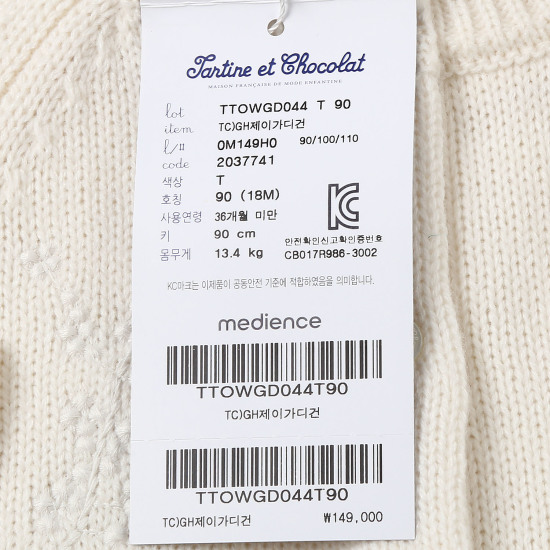 Tartine et Chocolat
MAISON FRANÇAISE DE MODE ENFANTINE
lot TTOWGD044 T 90
item TC)GH제이가디건
l/# 0M149H0 90/100/110
code 2037741
색상 T
호칭 90 (18M)
사용연령 36개월 미만
키 90 cm
몸무게 13.4 kg
안전확인신고확인증번호
CB017R986-3002
KC마크는 이제품이 공동안전 기준에 적합하였음을 의미합니다.
medience
TTOWGD044T90
TC)GH제이가디건
TTOWGD044T90
TC)GH제이가디건 ₩149,000